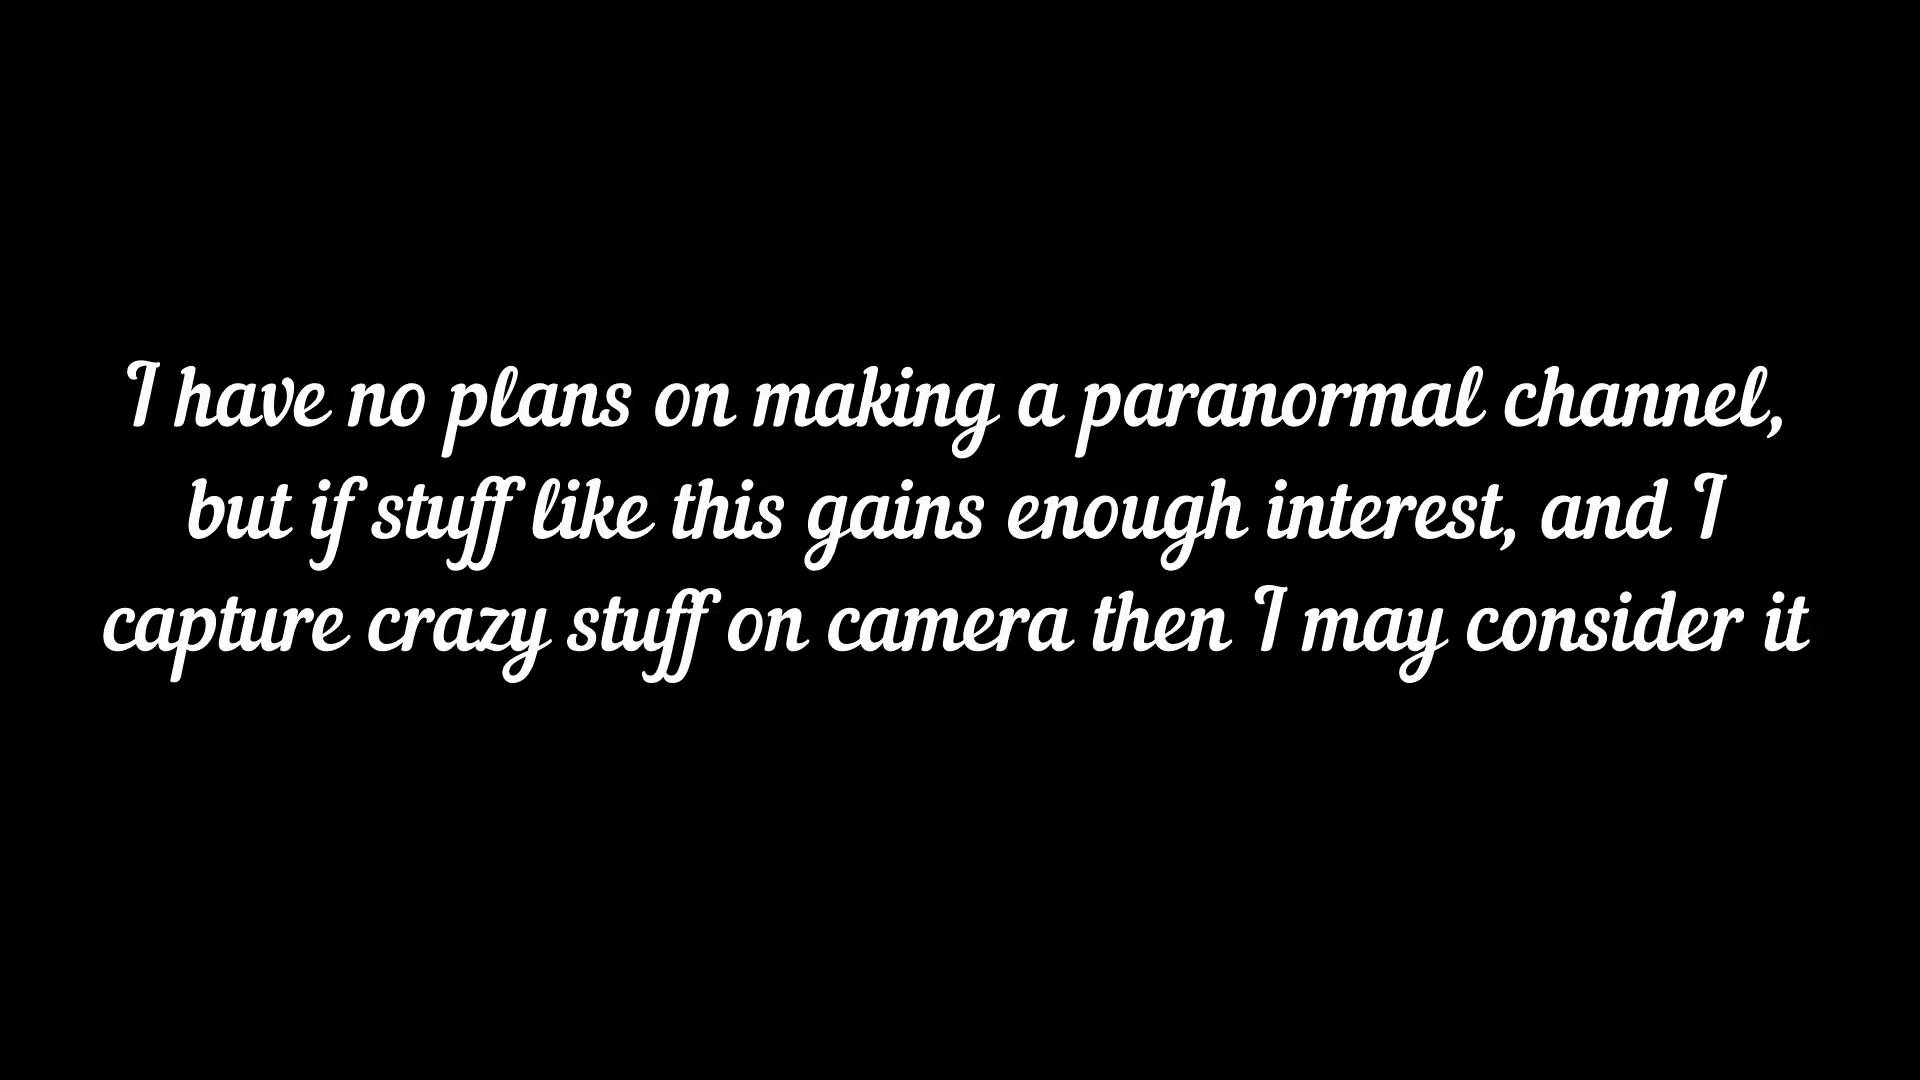 I have no plans on making a paranormal channel,
but if stuff like this gains enough interest, and I
capture crazy stuff on camera then I may consider it